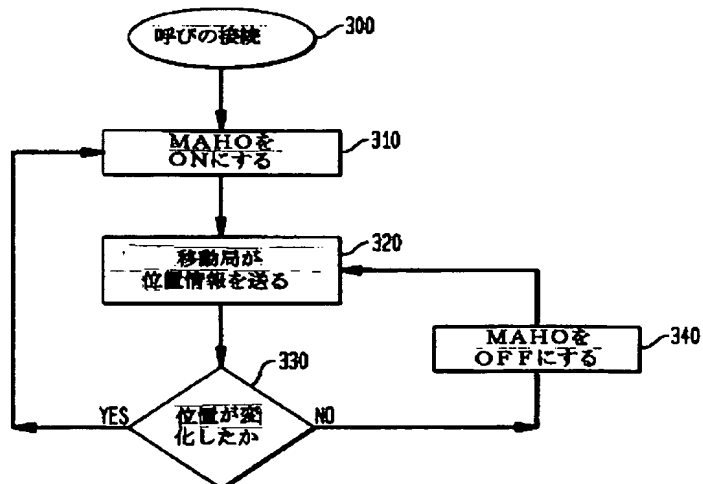 呼びの接続
300
MAHOを
ONにする
310
移動局が
位置情報を送る
320
位置が変
化したか
330
YES
NO
MAHOを
OFFにする
340